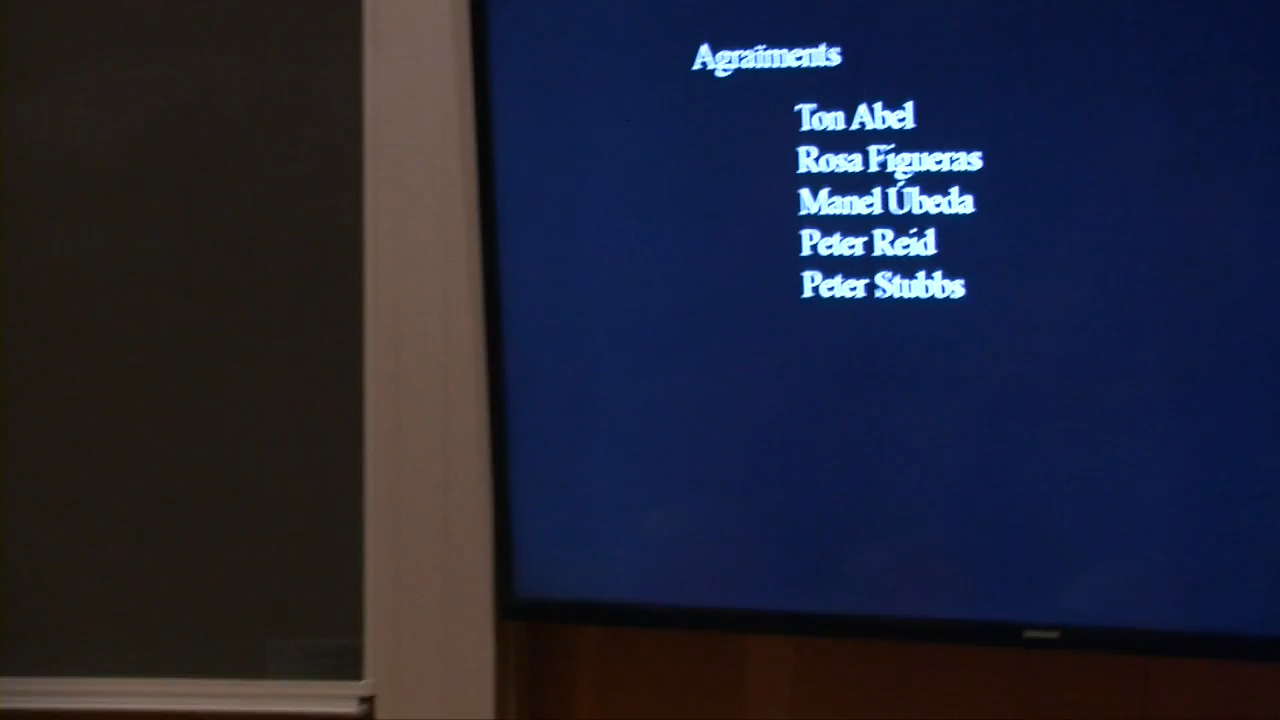 Agraïments
Ton Abel
Rosa Figueras
Manel Úbeda
Peter Reid
Peter Stubbs